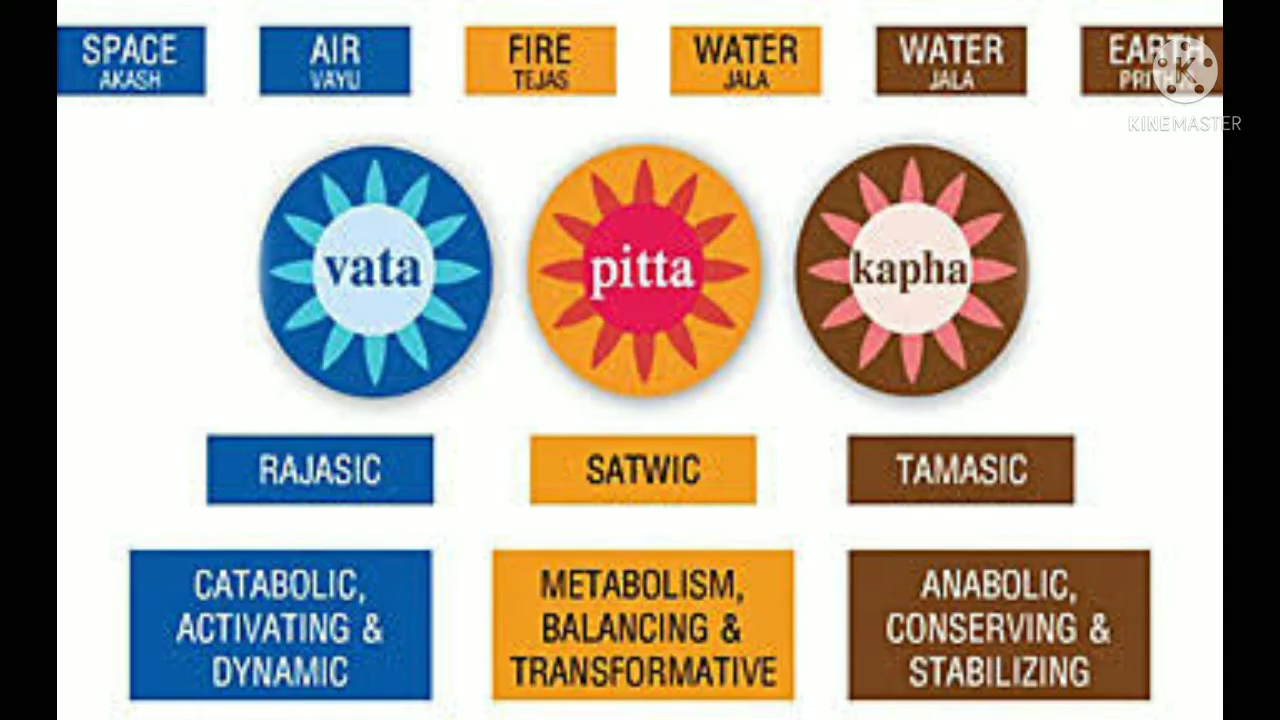 SPACE
AKASH
AIR
VAYU
FIRE
TEJAS
WATER
JALA
WATER
JALA
EARTH
K
KINEMASTER
vata
pitta
kapha
RAJASIC
SATWIC
TAMASIC
CATABOLIC,
ACTIVATING &
DYNAMIC
METABOLISM,
BALANCING &
TRANSFORMATIVE
ANABOLIC,
CONSERVING &
STABILIZING